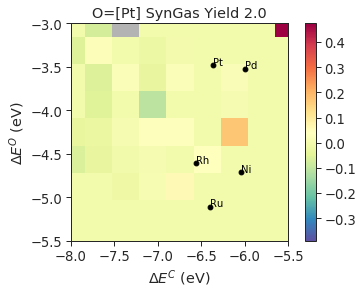 O=[Pt] SynGas Yield 2.0
−3.0
−3.5
−4.0
−4.5
−5.0
−5.5
ΔE^O (eV)
Pt
Pd
Rh
Ni
Ru
−8.0 −7.5 −7.0 −6.5 −6.0 −5.5
ΔE^C (eV)
0.4
0.3
0.2
0.1
0.0
−0.1
−0.2
−0.3